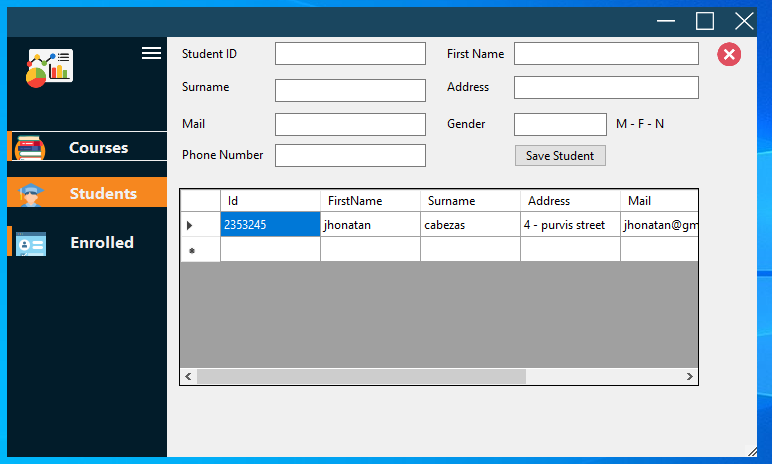 Student ID
First Name
Surname
Address
Mail
Gender
M - F - N
Phone Number
Save Student
Courses
Students
Enrolled
Id FirstName Surname Address Mail
2353245 jhonatan cabezas 4 - purvis street jhonatan@gm